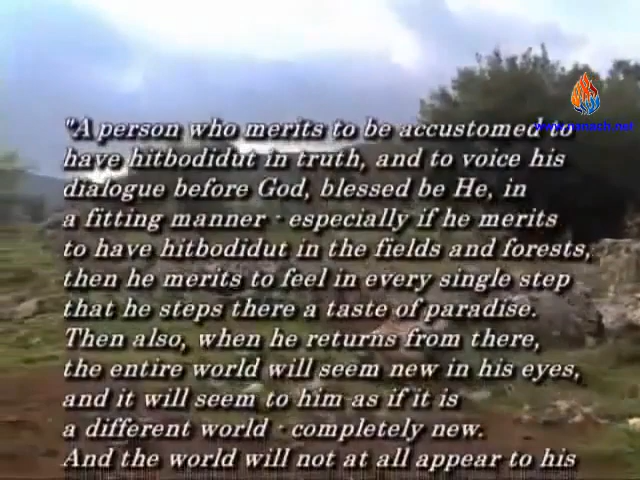 "A person who merits to be accustomed to
www.nanach.net
have hitbodidut in truth, and to voice his
dialogue before God, blessed be He, in
a fitting manner - especially if he merits
to have hitbodidut in the fields and forests,
then he merits to feel in every single step
that he steps there a taste of paradise.
Then also, when he returns from there,
the entire world will seem new in his eyes,
and it will seem to him as if it is
a different world - completely new.
And the world will not at all appear to his